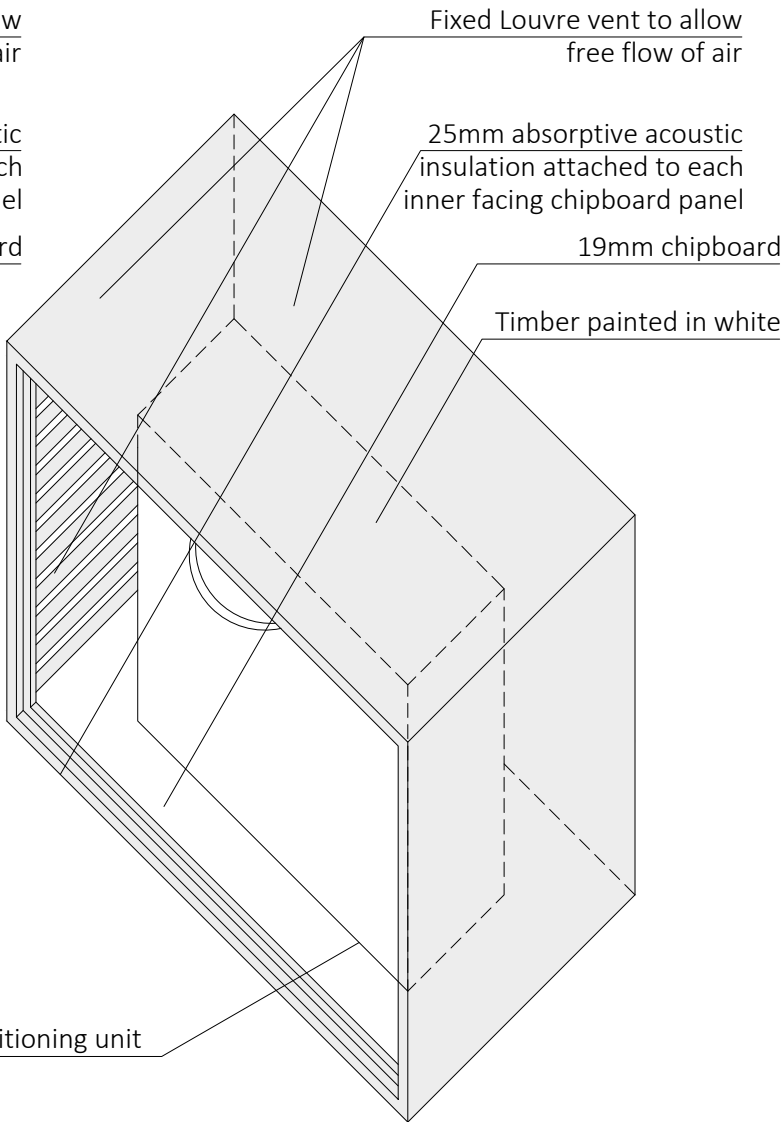 Fixed Louvre vent to allow
free flow of air
25mm absorptive acoustic
insulation attached to each
inner facing chipboard panel
19mm chipboard
Timber painted in white
unit